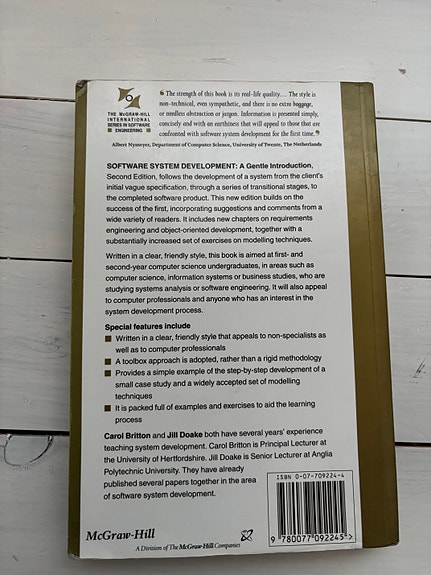 THE McGRAW-HILL
INTERNATIONAL
SERIES IN SOFTWARE
ENGINEERING
❝ The strength of this book is its real-life quality.... The style is
non-technical, even sympathetic, and there is no extra baggage,
or needless abstraction or jargon. Information is presented simply,
concisely and with an earthiness that will appeal to those that are
confronted with software system development for the first time.❞
Albert Nymeyer, Department of Computer Science, University of Twente, The Netherlands
SOFTWARE SYSTEM DEVELOPMENT: A Gentle Introduction,
Second Edition, follows the development of a system from the client's
initial vague specification, through a series of transitional stages, to
the completed software product. This new edition builds on the
success of the first, incorporating suggestions and comments from a
wide variety of readers. It includes new chapters on requirements
engineering and object-oriented development, together with a
substantially increased set of exercises on modelling techniques.
Written in a clear, friendly style, this book is aimed at first- and
second-year computer science undergraduates, in areas such as
computer science, information systems or business studies, who are
studying systems analysis or software engineering. It will also appeal
to computer professionals and anyone who has an interest in the
system development process.
Special features include
Written in a clear, friendly style that appeals to non-specialists as
well as to computer professionals
A toolbox approach is adopted, rather than a rigid methodology
Provides a simple example of the step-by-step development of a
small case study and a widely accepted set of modelling
techniques
It is packed full of examples and exercises to aid the learning
process
Carol Britton and Jill Doake both have several years' experience
teaching system development. Carol Britton is Principal Lecturer at
the University of Hertfordshire. Jill Doake is Senior Lecturer at Anglia
Polytechnic University. They have already
published several papers together in the area
of software system development.
ISBN 0-07-709224-4
9 780077 092245 >
McGraw-Hill
A Division of The McGraw-Hill Companies